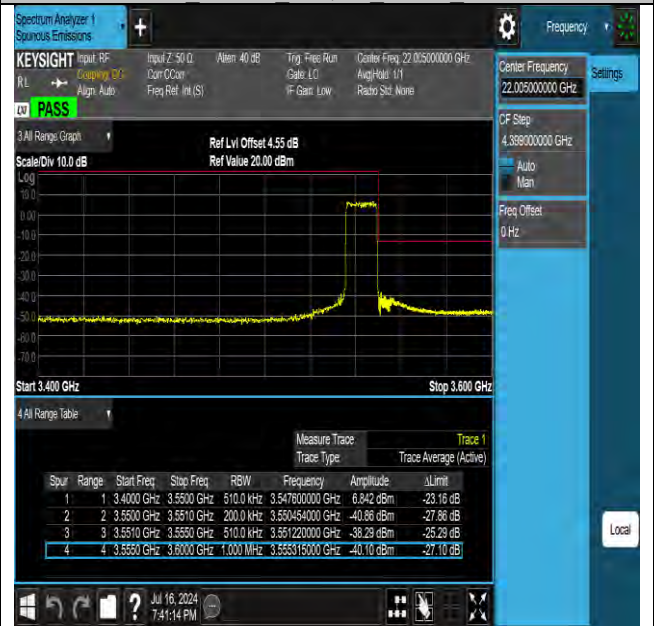 Spectrum Analyzer 1
Spurious Emissions
+
Frequency
KEYSIGHT Input: RF Input Z: 50 Ω Atten: 40 dB Trig: Free Run Center Freq: 22.005000000 GHz
RL Coupling: DC Corr CCorr Gate: LO Avg|Hold: 1/1
Align: Auto Freq Ref: Int (S) IF Gain: Low Radio Std: None
LXI PASS
Center Frequency
22.005000000 GHz
Settings
CF Step
4.399000000 GHz
Auto
Man
Freq Offset
0 Hz
3 All Range Graph
Ref Lvl Offset 4.55 dB
Scale/Div 10.0 dB Ref Value 20.00 dBm
Log
10.0
0.00
-10.0
-20.0
-30.0
-40.0
-50.0
-60.0
-70.0
Start 3.400 GHz Stop 3.600 GHz
4 All Range Table
Measure Trace Trace 1
Trace Type Trace Average (Active)
Spur Range Start Freq Stop Freq RBW Frequency Amplitude ΔLimit
1 1 3.4000 GHz 3.5500 GHz 510.0 kHz 3.547600000 GHz 6.842 dBm -23.16 dB
2 2 3.5500 GHz 3.5510 GHz 200.0 kHz 3.550454000 GHz -40.86 dBm -27.86 dB
3 3 3.5510 GHz 3.5550 GHz 510.0 kHz 3.551220000 GHz -38.29 dBm -25.29 dB
4 4 3.5550 GHz 3.6000 GHz 1.000 MHz 3.555315000 GHz -40.10 dBm -27.10 dB
Local
? Jul 16, 2024
7:41:14 PM